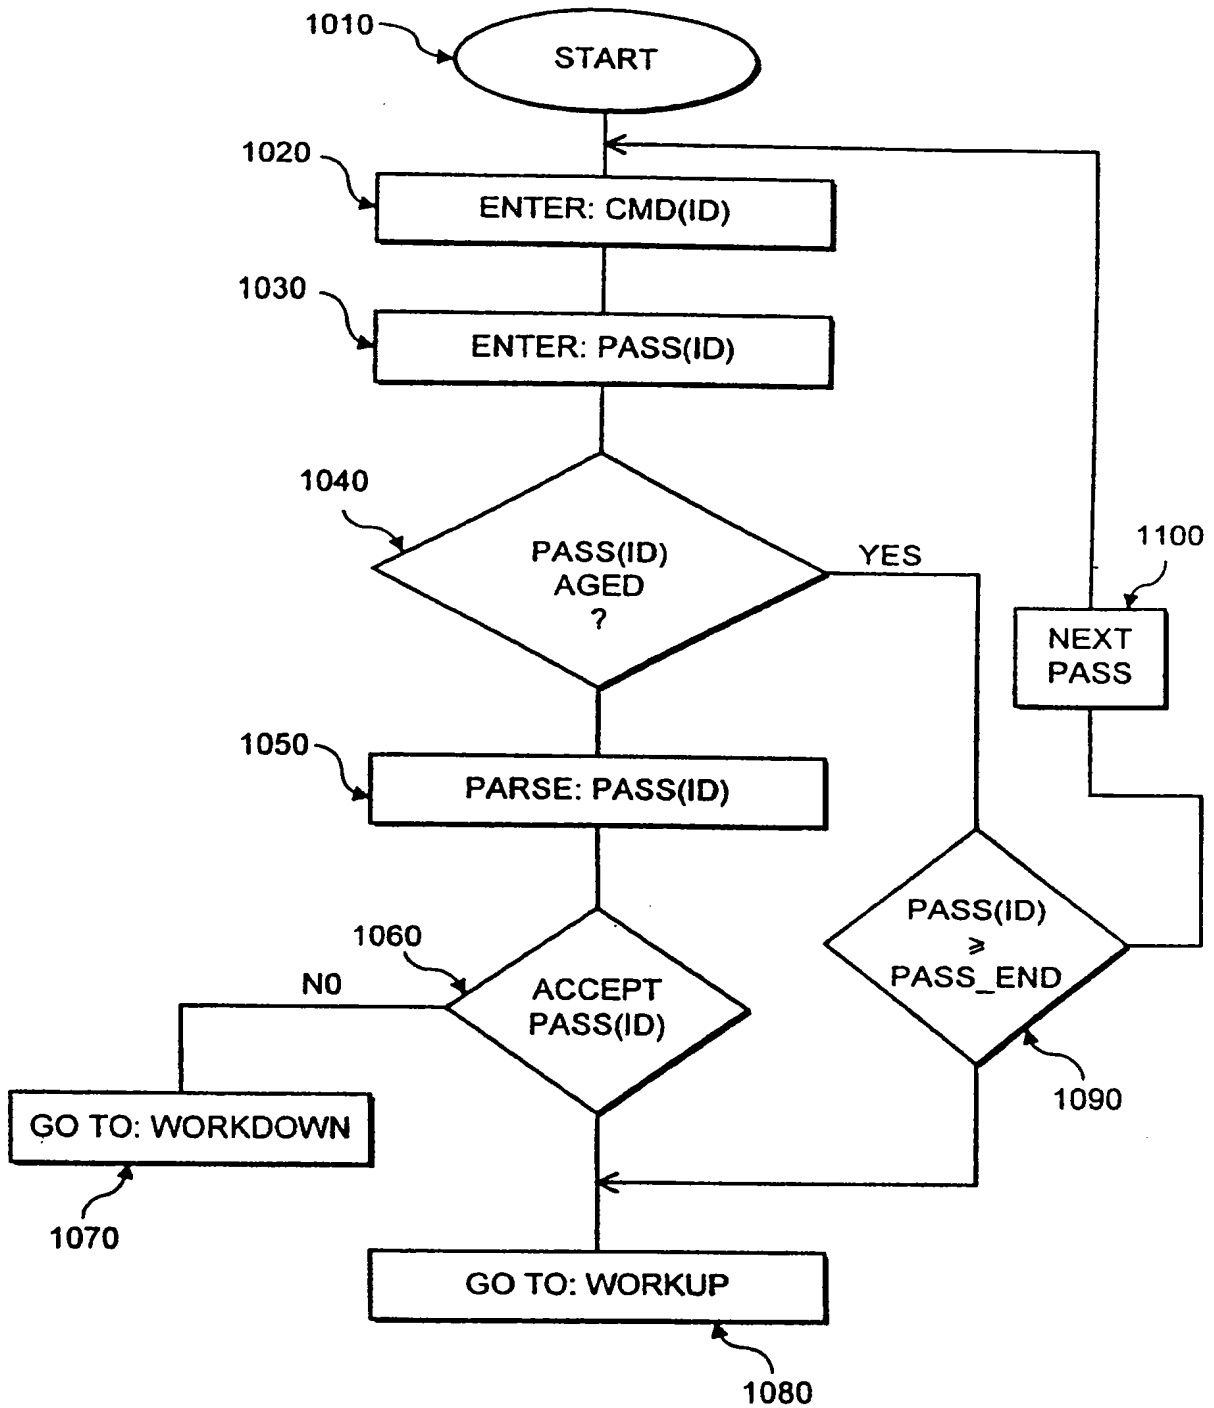 1010
START
1020
ENTER: CMD(ID)
1030
ENTER: PASS(ID)
1040
PASS(ID)
AGED
?
YES
1100
NEXT
PASS
1050
PARSE: PASS(ID)
PASS(ID)
⩾
PASS_END
1090
1060
ACCEPT
PASS(ID)
N0
GO TO: WORKDOWN
1070
GO TO: WORKUP
1080